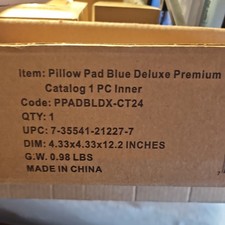 Item: Pillow Pad Blue Deluxe Premium
Catalog 1 PC Inner
Code: PPADBLDX-CT24
QTY: 1
UPC: 7-35541-21227-7
DIM: 4.33x4.33x12.2 INCHES
G.W. 0.98 LBS
MADE IN CHINA